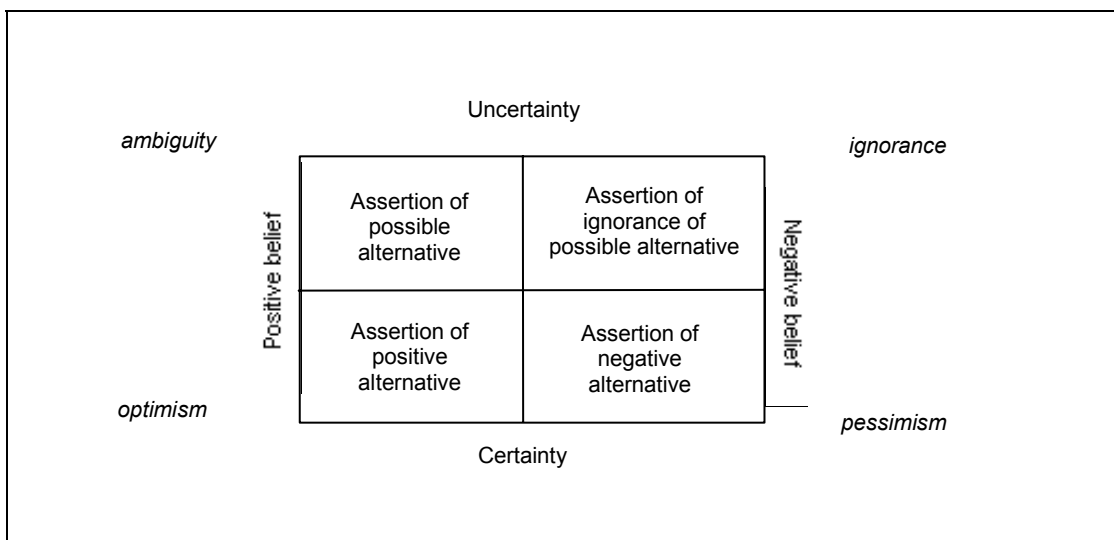 Uncertainty
ambiguity
ignorance
Positive belief
Assertion of
possible
alternative
Assertion of
ignorance of
possible alternative
Negative belief
Assertion of
positive
alternative
Assertion of
negative
alternative
optimism
pessimism
Certainty